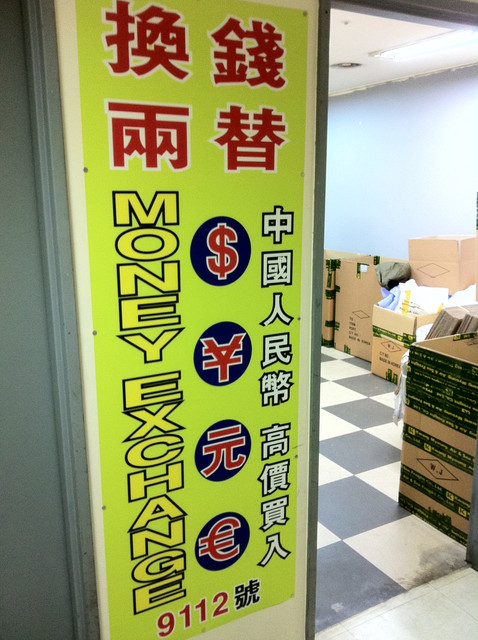 換錢
兩替
MONEY EXCHANGE
$
¥
元
€
中國人民幣 高價買入
9112號